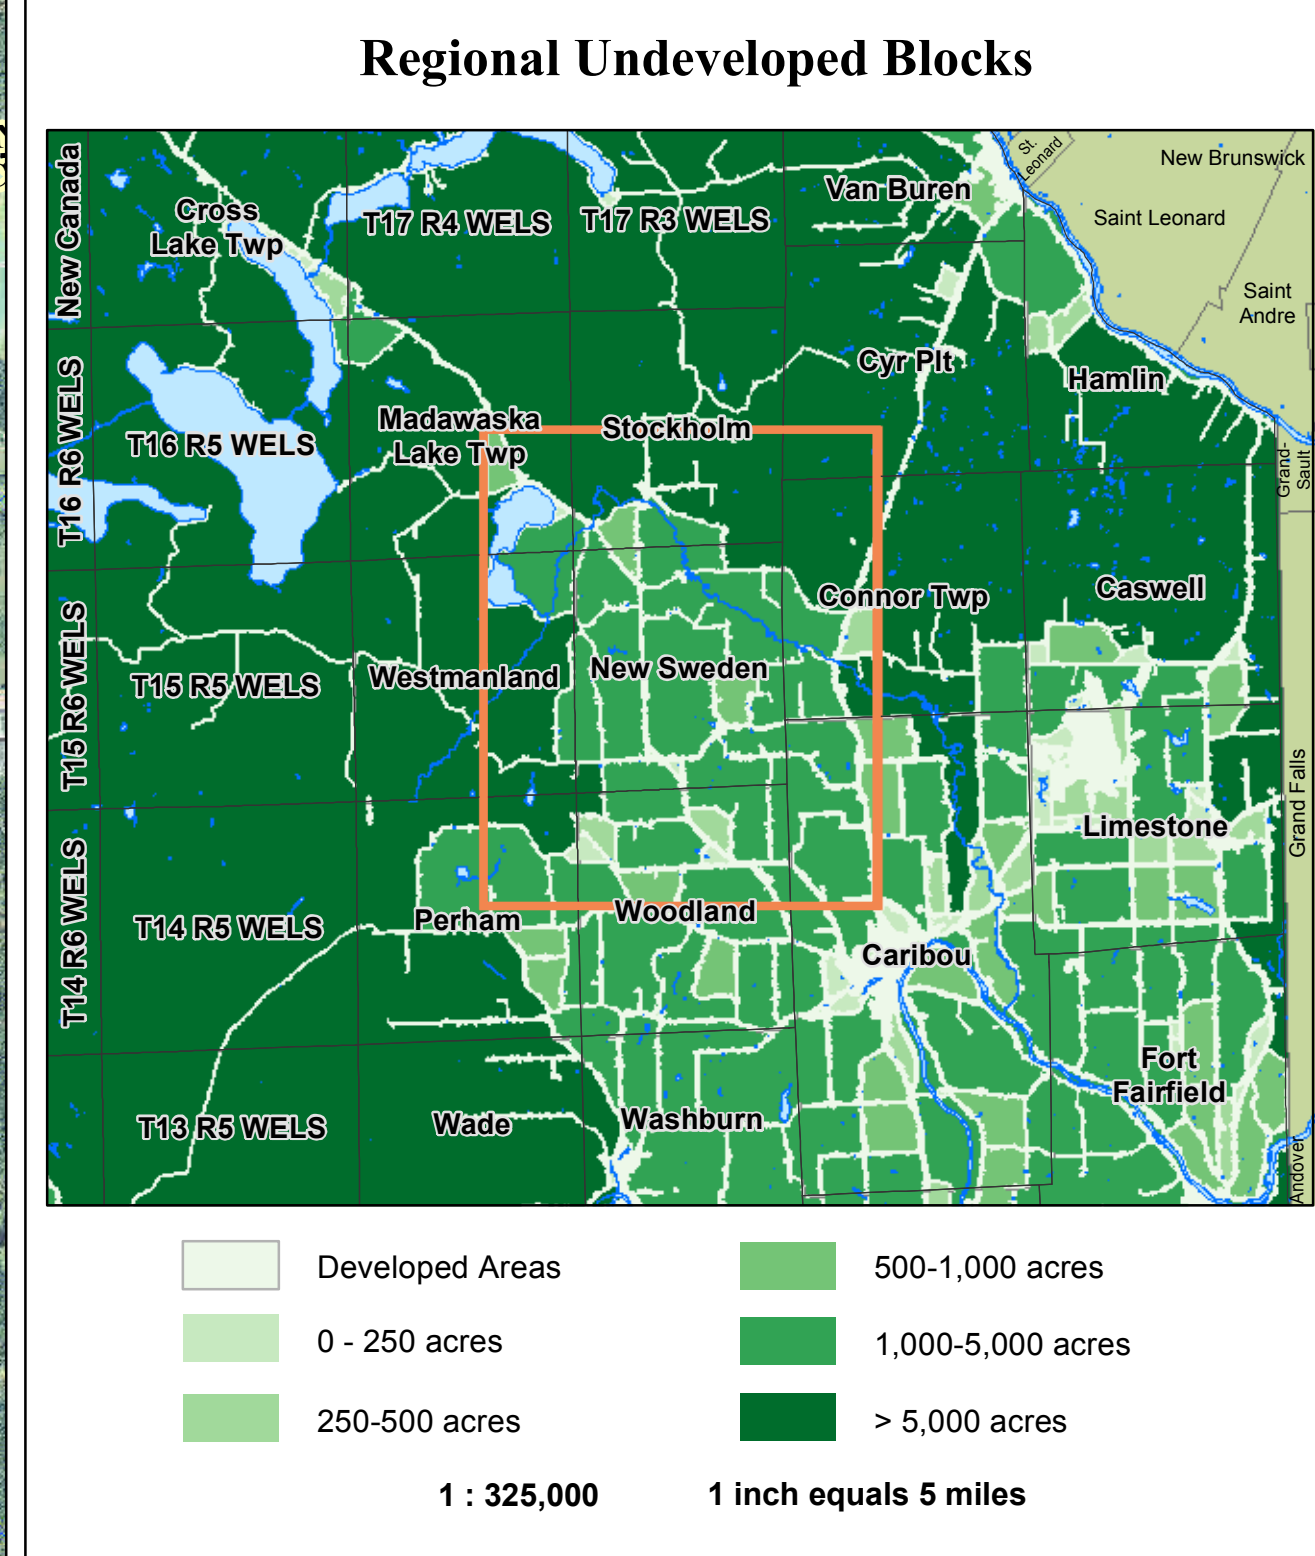 Regional Undeveloped Blocks
New Canada
Cross
Lake Twp
T17 R4 WELS
T17 R3 WELS
Van Buren
St.
Leonard
New Brunswick
Saint Leonard
Saint
Andre
T16 R6 WELS
T16 R5 WELS
Madawaska
Lake Twp
Stockholm
Cyr Plt
Hamlin
Grand-
Sault
T15 R6 WELS
T15 R5 WELS
Westmanland
New Sweden
Connor Twp
Caswell
Limestone
Grand Falls
T14 R6 WELS
T14 R5 WELS
Perham
Woodland
Caribou
Fort
Fairfield
T13 R5 WELS
Wade
Washburn
Andover
Developed Areas
500-1,000 acres
0 - 250 acres
1,000-5,000 acres
250-500 acres
> 5,000 acres
1 : 325,000
1 inch equals 5 miles